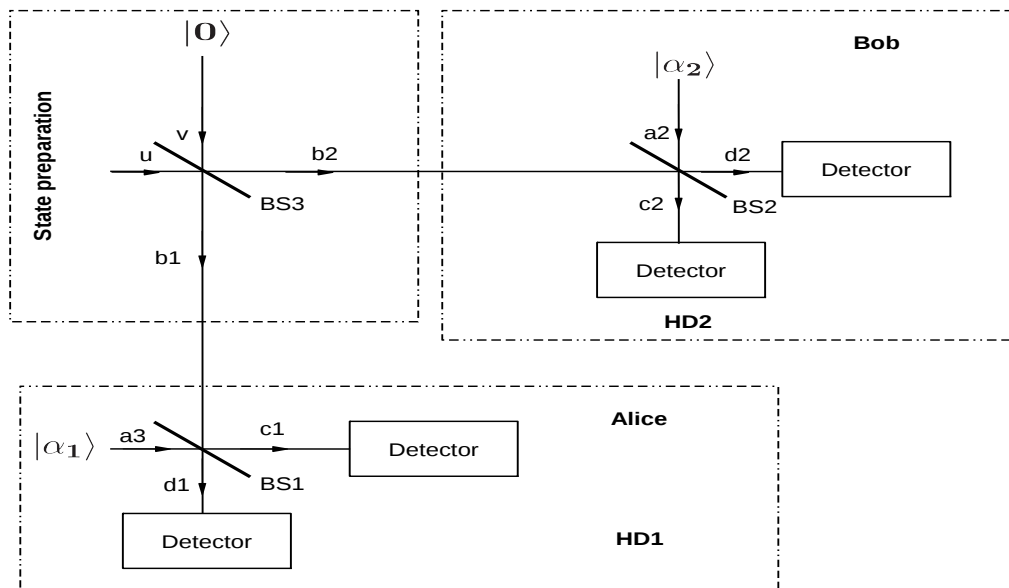 |0⟩
Bob
|α₂⟩
v
a2
u
b2
d2
Detector
State preparation
BS3
c2
BS2
b1
Detector
HD2
Alice
|α₁⟩
a3
c1
Detector
d1
BS1
Detector
HD1